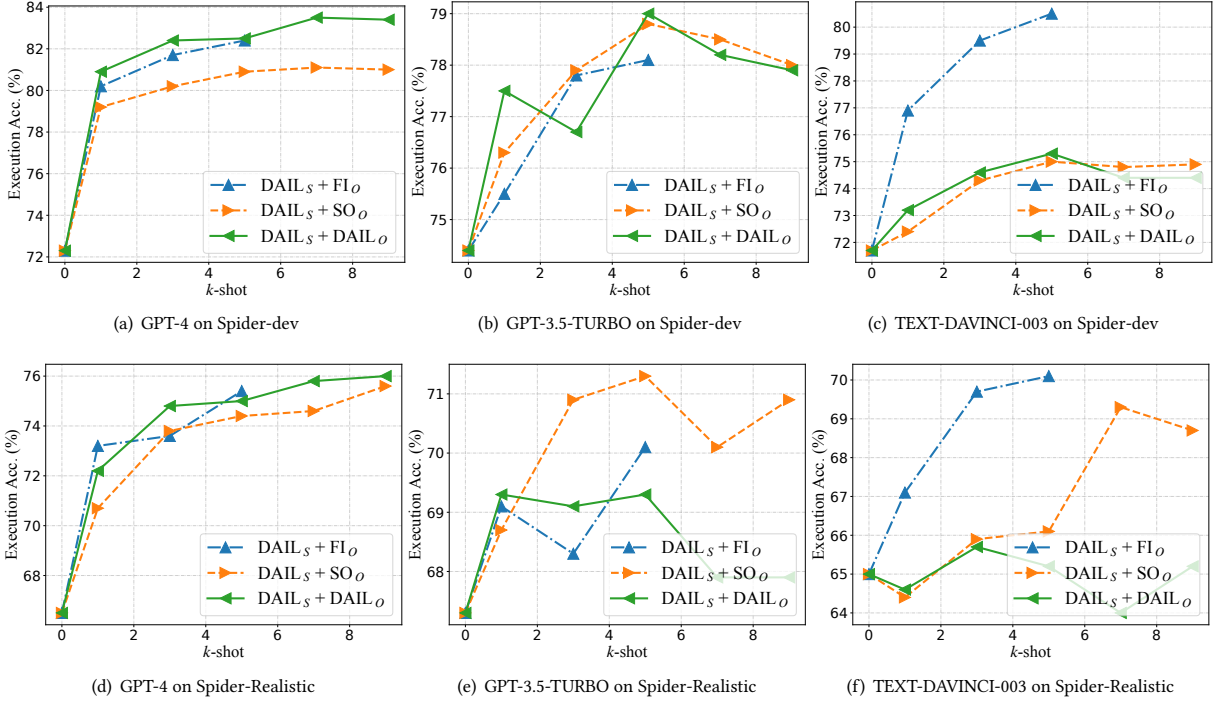 84
82
80
78
76
74
72
0 2 4 6 8
Execution Acc. (%)
k-shot
DAIL_S + FI_O
DAIL_S + SO_O
DAIL_S + DAIL_O
(a) GPT-4 on Spider-dev
79
78
77
76
75
0 2 4 6 8
Execution Acc. (%)
k-shot
DAIL_S + FI_O
DAIL_S + SO_O
DAIL_S + DAIL_O
(b) GPT-3.5-TURBO on Spider-dev
80
79
77
76
75
73
72
0 2 4 6 8
Execution Acc. (%)
k-shot
DAIL_S + FI_O
DAIL_S + SO_O
DAIL_S + DAIL_O
(c) TEXT-DAVINCI-003 on Spider-dev
76
74
72
70
68
0 2 4 6 8
Execution Acc. (%)
k-shot
DAIL_S + FI_O
DAIL_S + SO_O
DAIL_S + DAIL_O
(d) GPT-4 on Spider-Realistic
71
70
69
68
0 2 4 6 8
Execution Acc. (%)
k-shot
DAIL_S + FI_O
DAIL_S + SO_O
DAIL_S + DAIL_O
(e) GPT-3.5-TURBO on Spider-Realistic
70
69
68
67
65
64
0 2 4 6 8
Execution Acc. (%)
k-shot
DAIL_S + FI_O
DAIL_S + SO_O
DAIL_S + DAIL_O
(f) TEXT-DAVINCI-003 on Spider-Realistic